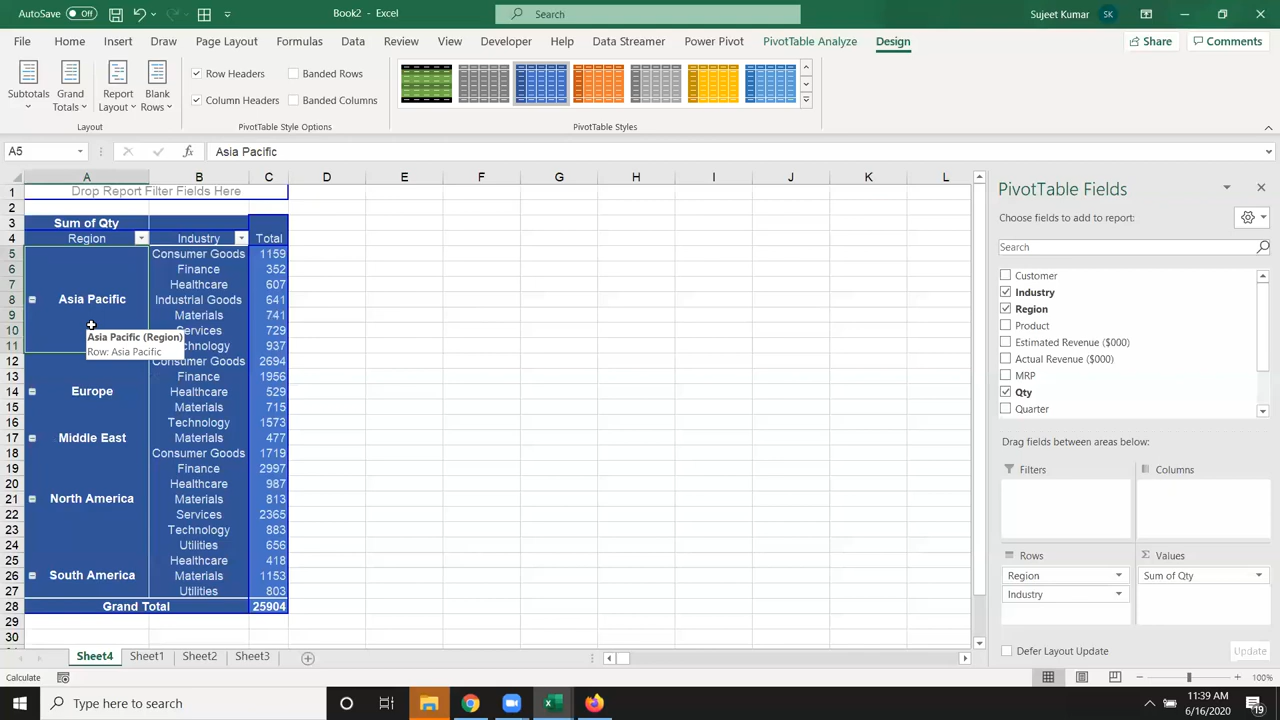 AutoSave Off Book2 - Excel Search Sujeet Kumar SK
File Home Insert Draw Page Layout Formulas Data Review View Developer Help Data Streamer Power Pivot PivotTable Analyze Design Share Comments
Subtotals Grand Totals Report Layout Blank Rows
Layout
Row Headers Banded Rows
Column Headers Banded Columns
PivotTable Style Options
PivotTable Styles
A5 fx Asia Pacific
A B C D E F G H I J K L
1 Drop Report Filter Fields Here
2
3 Sum of Qty
4 Region Industry Total
5 Consumer Goods 1159
6 Finance 352
7 Healthcare 607
8 Asia Pacific Industrial Goods 641
9 Materials 741
10 Services 729
11 chnology 937
Asia Pacific (Region)
Row: Asia Pacific
12 Consumer Goods 2694
13 Finance 1956
14 Europe Healthcare 529
15 Materials 715
16 Technology 1573
17 Middle East Materials 477
18 Consumer Goods 1719
19 Finance 2997
20 Healthcare 987
21 North America Materials 813
22 Services 2365
23 Technology 883
24 Utilities 656
25 Healthcare 418
26 South America Materials 1153
27 Utilities 803
28 Grand Total 25904
29
30
PivotTable Fields
Choose fields to add to report:
Search
Customer
Industry
Region
Product
Estimated Revenue ($000)
Actual Revenue ($000)
MRP
Qty
Quarter
Drag fields between areas below:
Filters Columns
Rows Σ Values
Region Sum of Qty
Industry
Defer Layout Update Update
Sheet4 Sheet1 Sheet2 Sheet3
Calculate 100%
Type here to search
11:39 AM
6/16/2020
19